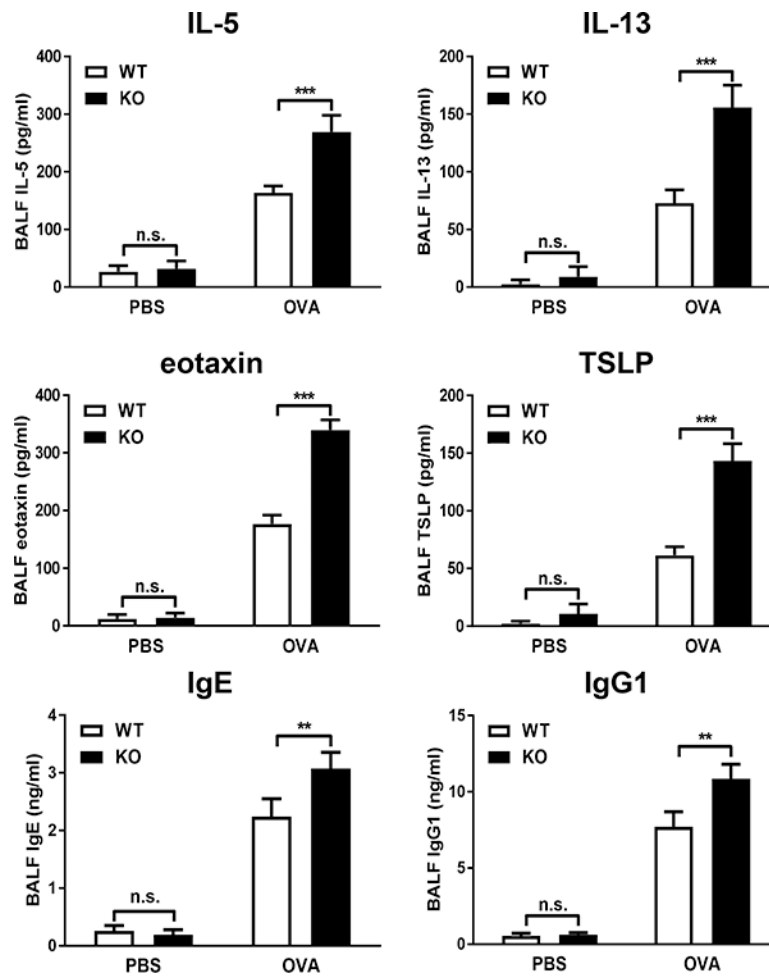 IL-5
BALF IL-5 (pg/ml)
400
300
200
100
0
WT
KO
n.s.
***
PBS
OVA
IL-13
BALF IL-13 (pg/ml)
200
150
100
50
0
WT
KO
n.s.
***
PBS
OVA
eotaxin
BALF eotaxin (pg/ml)
400
300
200
100
0
WT
KO
n.s.
***
PBS
OVA
TSLP
BALF TSLP (pg/ml)
200
150
100
50
0
WT
KO
n.s.
***
PBS
OVA
IgE
BALF IgE (ng/ml)
4
3
2
1
0
WT
KO
n.s.
**
PBS
OVA
IgG1
BALF IgG1 (ng/ml)
15
10
5
0
WT
KO
n.s.
**
PBS
OVA